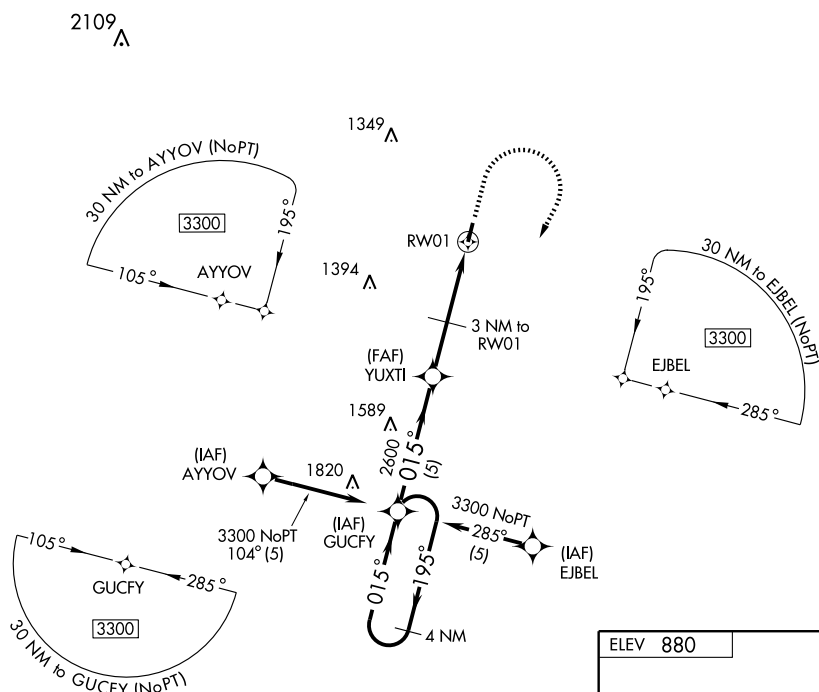 2109
1349
30 NM to AYYOV (NoPT)
3300
195°
AYYOV
105°
RW01
1394
3 NM to
RW01
30 NM to EJBEL (NoPT)
195°
3300
EJBEL
285°
(FAF)
YUXTI
1589
2600
015°
(5)
(IAF)
AYYOV
1820
3300 NoPT
104° (5)
(IAF)
GUCFY
3300 NoPT
285°
(5)
(IAF)
EJBEL
015°
195°
4 NM
105°
GUCFY
285°
3300
30 NM to GUCFY (NoPT)
ELEV 880